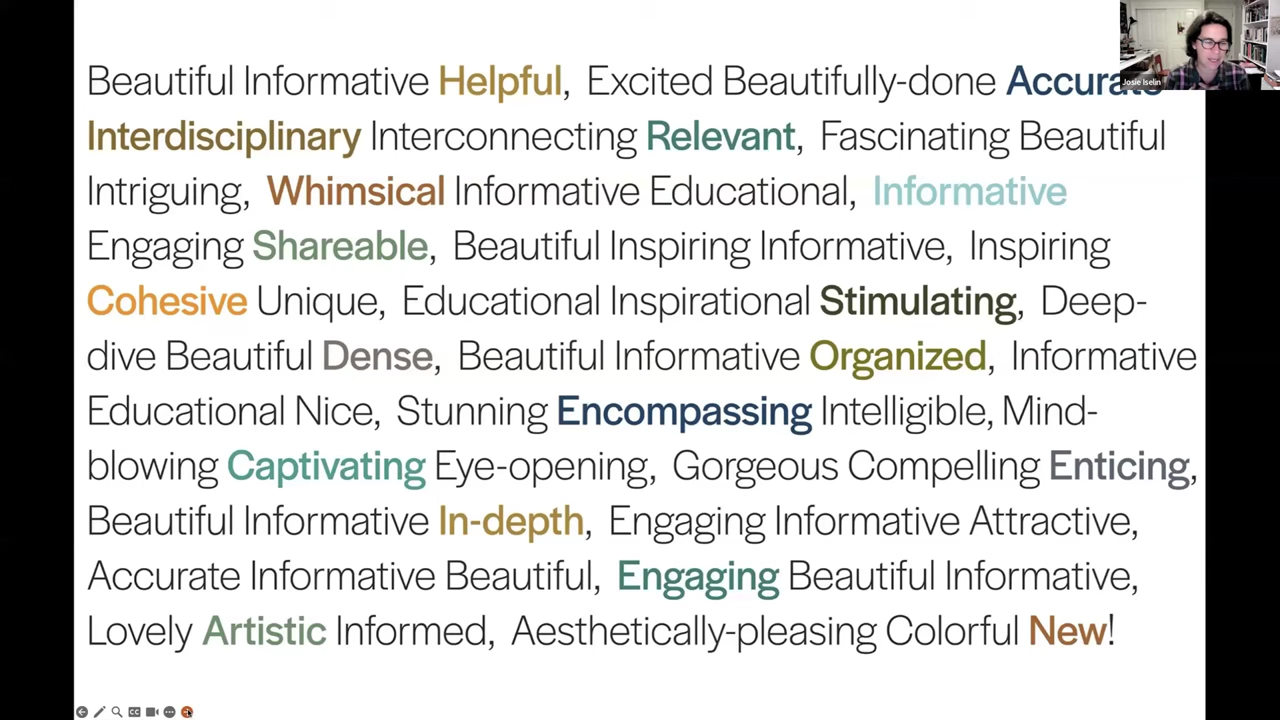 Beautiful Informative Helpful, Excited Beautifully-done Accurate
Interdisciplinary Interconnecting Relevant, Fascinating Beautiful
Intriguing, Whimsical Informative Educational, Informative
Engaging Shareable, Beautiful Inspiring Informative, Inspiring
Cohesive Unique, Educational Inspirational Stimulating, Deep-
dive Beautiful Dense, Beautiful Informative Organized, Informative
Educational Nice, Stunning Encompassing Intelligible, Mind-
blowing Captivating Eye-opening, Gorgeous Compelling Enticing,
Beautiful Informative In-depth, Engaging Informative Attractive,
Accurate Informative Beautiful, Engaging Beautiful Informative,
Lovely Artistic Informed, Aesthetically-pleasing Colorful New!
Josie Iselin
CC